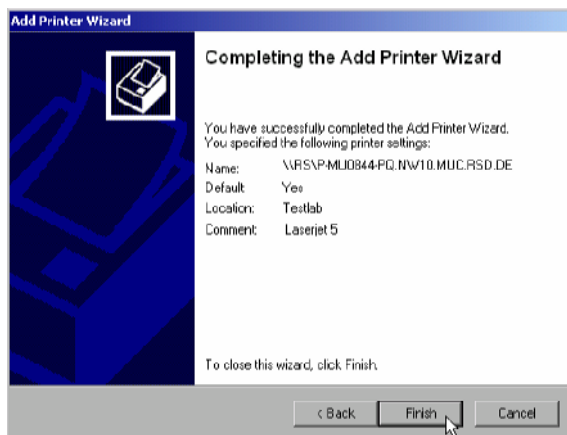 Add Printer Wizard
Completing the Add Printer Wizard
You have successfully completed the Add Printer Wizard.
You specified the following printer settings:
Name: \\RS\P-MU0844-PQ.NW10.MUC.RSD.DE
Default Yes
Location: Testlab
Comment: Laserjet 5
To close this wizard, click Finish.
< Back Finish Cancel